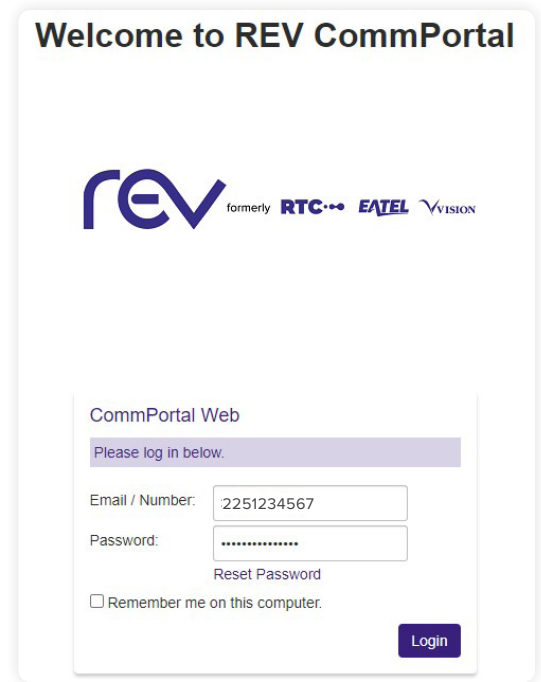 Welcome to REV CommPortal
rev formerly RTC EATEL VISION
CommPortal Web
Please log in below.
Email / Number: 2251234567
Password: •••••••••••••••
Reset Password
Remember me on this computer.
Login